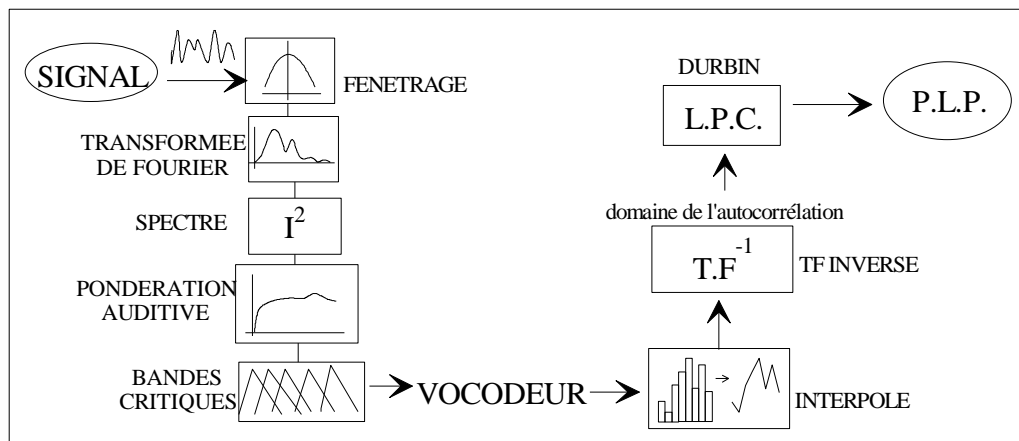 SIGNAL
FENETRAGE
TRANSFORMEE
DE FOURIER
SPECTRE
I²
PONDERATION
AUDITIVE
BANDES
CRITIQUES
VOCODEUR
INTERPOLE
T.F⁻¹
TF INVERSE
domaine de l'autocorrélation
DURBIN
L.P.C.
P.L.P.